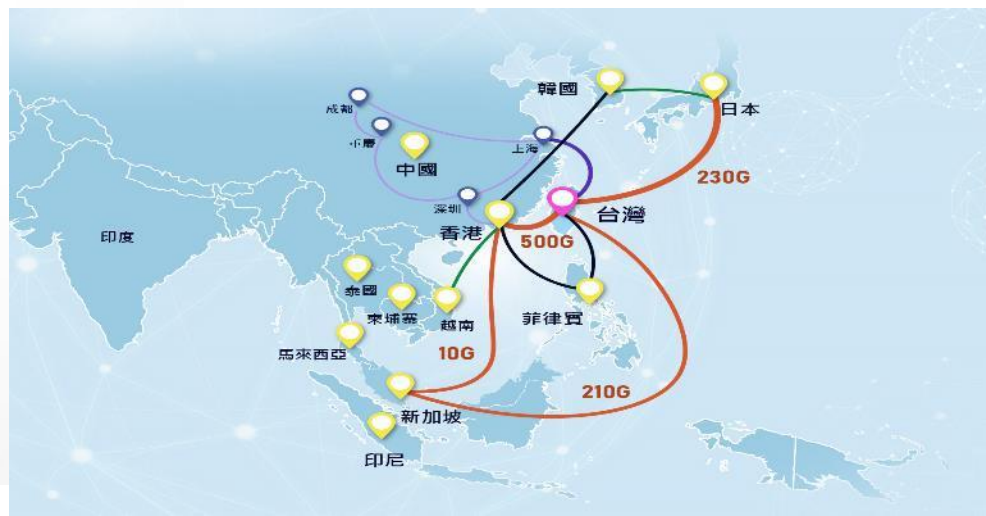 韓國
日本
成都
重慶
上海
中國
230G
深圳
台灣
香港
印度
500G
泰國
柬埔寨
越南
菲律賓
馬來西亞
10G
210G
新加坡
印尼